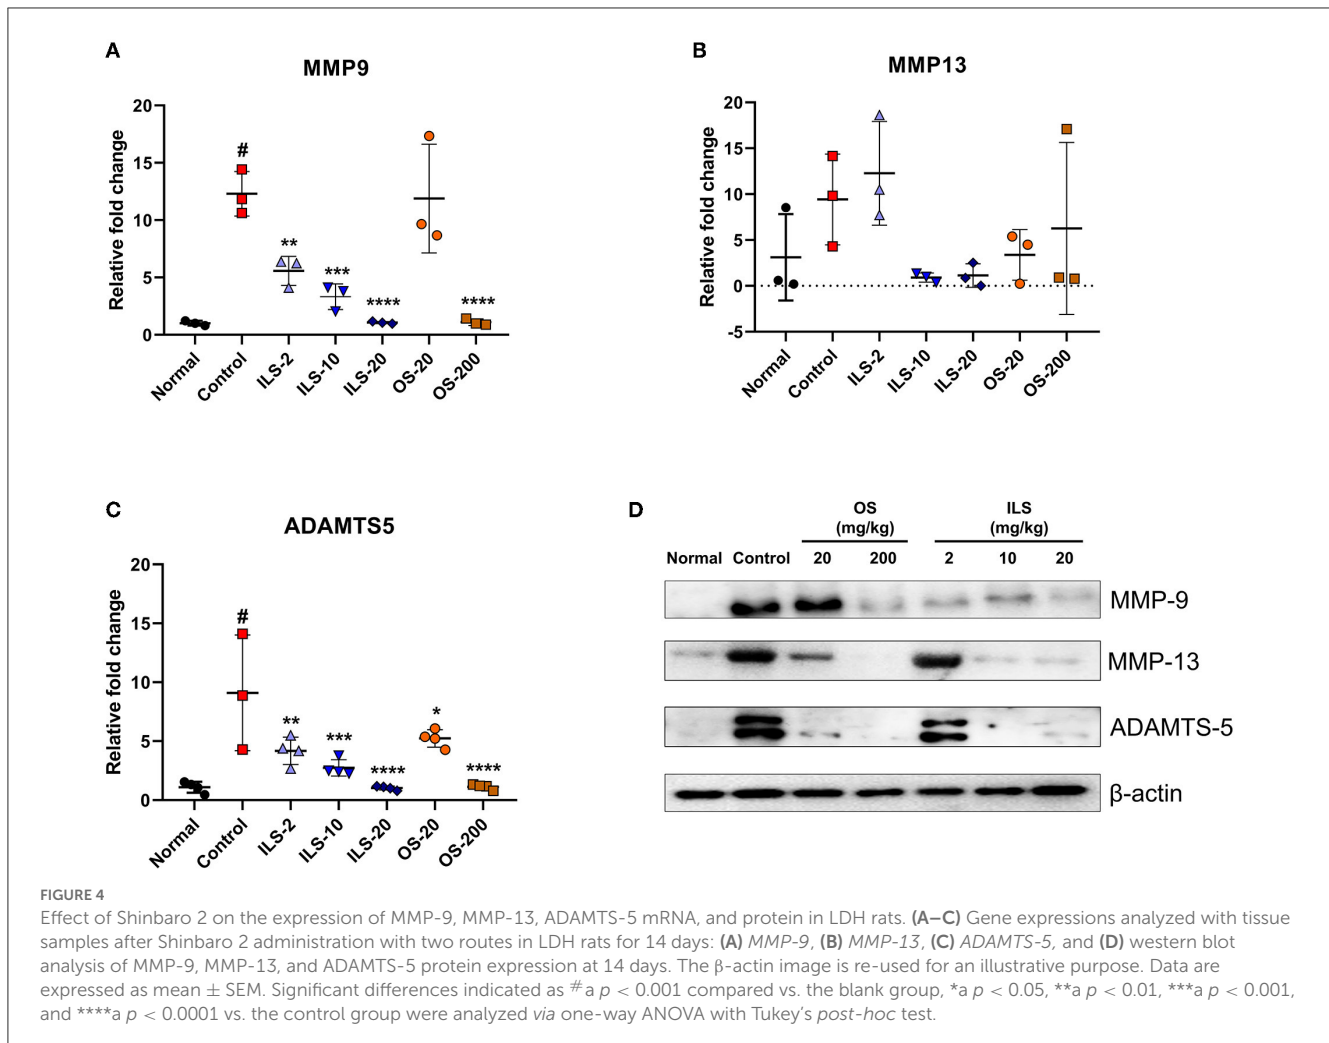 A
MMP9
Relative fold change
20
15
10
5
0
#
**
***
****
****
Normal
Control
ILS-2
ILS-10
ILS-20
OS-20
OS-200
B
MMP13
Relative fold change
20
15
10
5
0
-5
Normal
Control
ILS-2
ILS-10
ILS-20
OS-20
OS-200
C
ADAMTS5
Relative fold change
20
15
10
5
0
#
**
***
****
*
****
Normal
Control
ILS-2
ILS-10
ILS-20
OS-20
OS-200
D
OS ILS
(mg/kg) (mg/kg)
Normal Control 20 200 2 10 20
MMP-9
MMP-13
ADAMTS-5
β-actin
FIGURE 4
Effect of Shinbaro 2 on the expression of MMP-9, MMP-13, ADAMTS-5 mRNA, and protein in LDH rats. (A–C) Gene expressions analyzed with tissue
samples after Shinbaro 2 administration with two routes in LDH rats for 14 days: (A) MMP-9, (B) MMP-13, (C) ADAMTS-5, and (D) western blot
analysis of MMP-9, MMP-13, and ADAMTS-5 protein expression at 14 days. The β-actin image is re-used for an illustrative purpose. Data are
expressed as mean ± SEM. Significant differences indicated as #a p < 0.001 compared vs. the blank group, *a p < 0.05, **a p < 0.01, ***a p < 0.001,
and ****a p < 0.0001 vs. the control group were analyzed via one-way ANOVA with Tukey's post-hoc test.